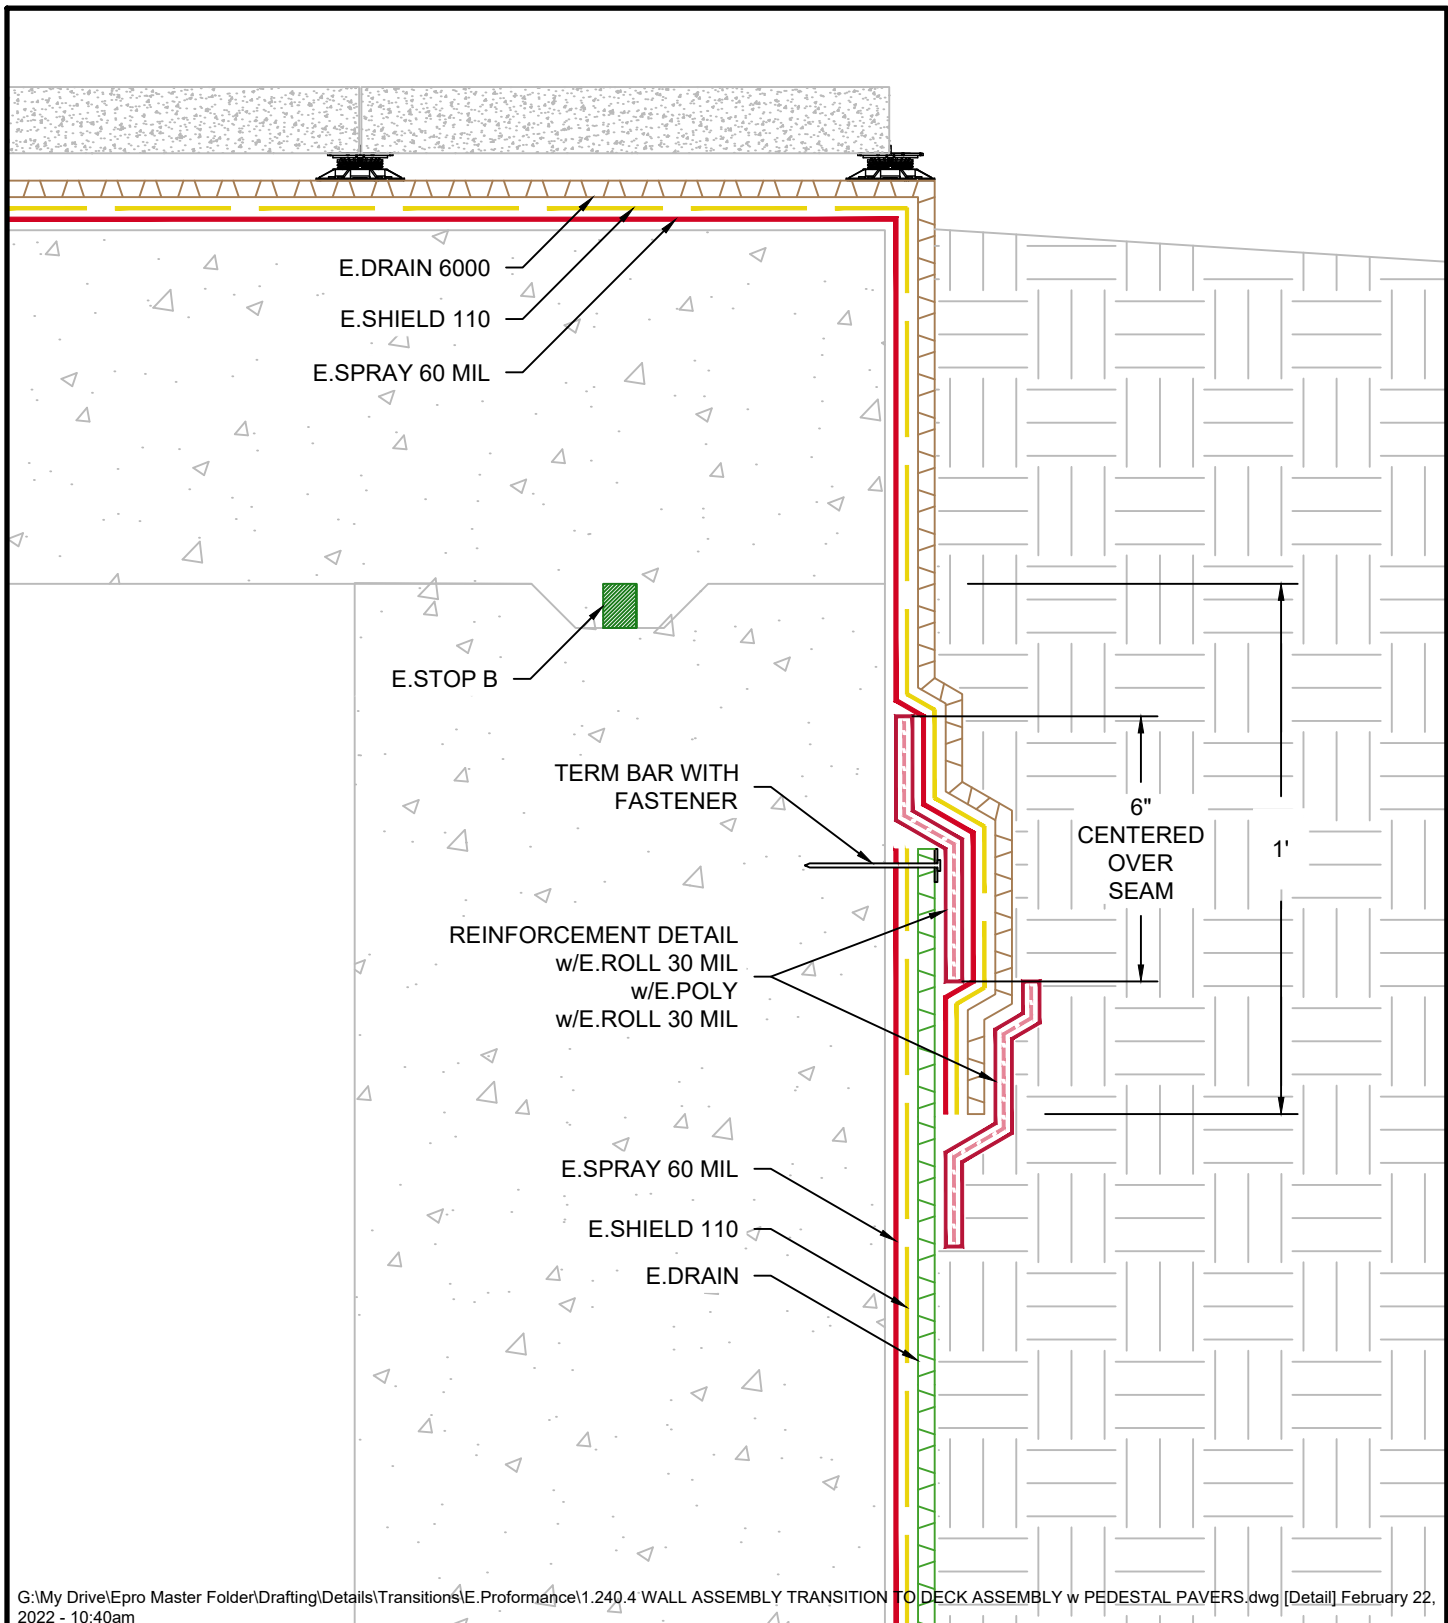 E.DRAIN 6000
E.SHIELD 110
E.SPRAY 60 MIL
E.STOP B
TERM BAR WITH
FASTENER
6"
CENTERED
OVER
SEAM
1'
REINFORCEMENT DETAIL
w/E.ROLL 30 MIL
w/E.POLY
w/E.ROLL 30 MIL
E.SPRAY 60 MIL
E.SHIELD 110
E.DRAIN
G:\My Drive\Epro Master Folder\Drafting\Details\Transitions\E.Proformance\1.240.4 WALL ASSEMBLY TRANSITION TO DECK ASSEMBLY w PEDESTAL PAVERS.dwg [Detail] February 22,
2022 - 10:40am